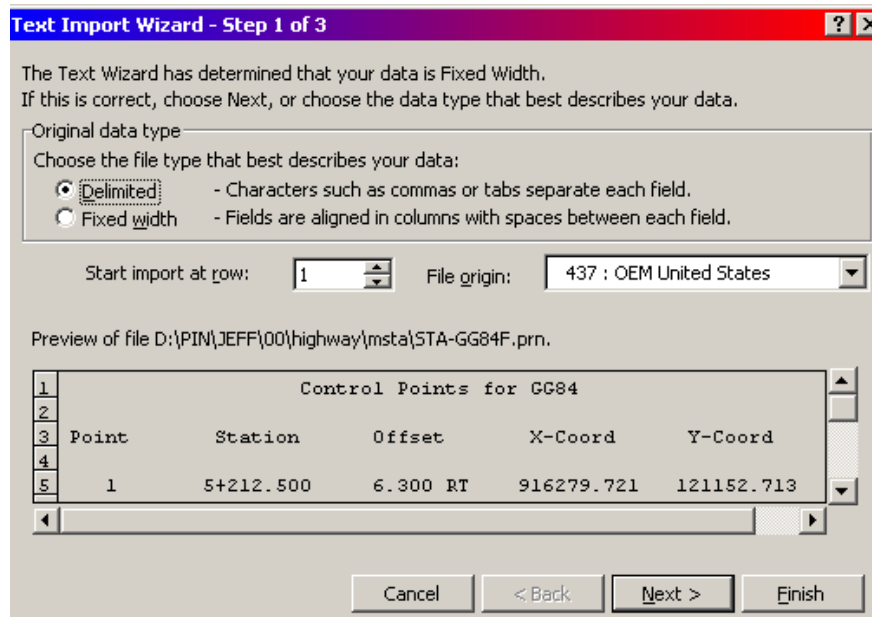 Text Import Wizard - Step 1 of 3
The Text Wizard has determined that your data is Fixed Width.
If this is correct, choose Next, or choose the data type that best describes your data.
Original data type
Choose the file type that best describes your data:
Delimited - Characters such as commas or tabs separate each field.
Fixed width - Fields are aligned in columns with spaces between each field.
Start import at row: 1 File origin: 437 : OEM United States
Preview of file D:\PIN\JEFF\00\highway\msta\STA-GG84F.prn.
1 Control Points for GG84
2
3 Point Station Offset X-Coord Y-Coord
4
5 1 5+212.500 6.300 RT 916279.721 121152.713
Cancel < Back Next > Finish